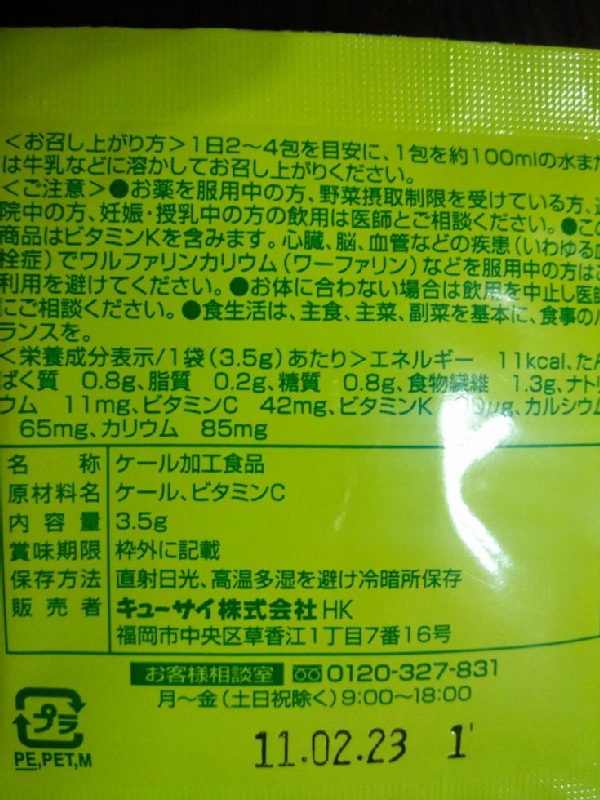 <お召し上がり方>1日2〜4包を目安に、1包を約100mlの水また
は牛乳などに溶かしてお召し上がりください。
<ご注意>●お薬を服用中の方、野菜摂取制限を受けている方、
院中の方、妊娠・授乳中の方の飲用は医師とご相談ください。●この
商品はビタミンKを含みます。心臓、脳、血管などの疾患(いわゆる
栓症)でワルファリンカリウム(ワーファリン)などを服用中の方はご
利用を避けてください。●お体に合わない場合は飲用を中止し医師
にご相談ください。●食生活は、主食、主菜、副菜を基本に、食事のバ
ランスを。
<栄養成分表示/1袋(3.5g)あたり>エネルギー 11kcal、たん
ぱく質 0.8g、脂質 0.2g、糖質 0.8g、食物繊維 1.3g、ナトリ
ウム 11mg、ビタミンC 42mg、ビタミンK μg、カルシウム
65mg、カリウム 85mg
名称 ケール加工食品
原材料名 ケール、ビタミンC
内容量 3.5g
賞味期限 枠外に記載
保存方法 直射日光、高温多湿を避け冷暗所保存
販売者 キューサイ株式会社 HK
福岡市中央区草香江1丁目7番16号
お客様相談室 0120-327-831
月〜金(土日祝除く)9:00〜18:00
プラ
PE,PET,M
11.02.23 1